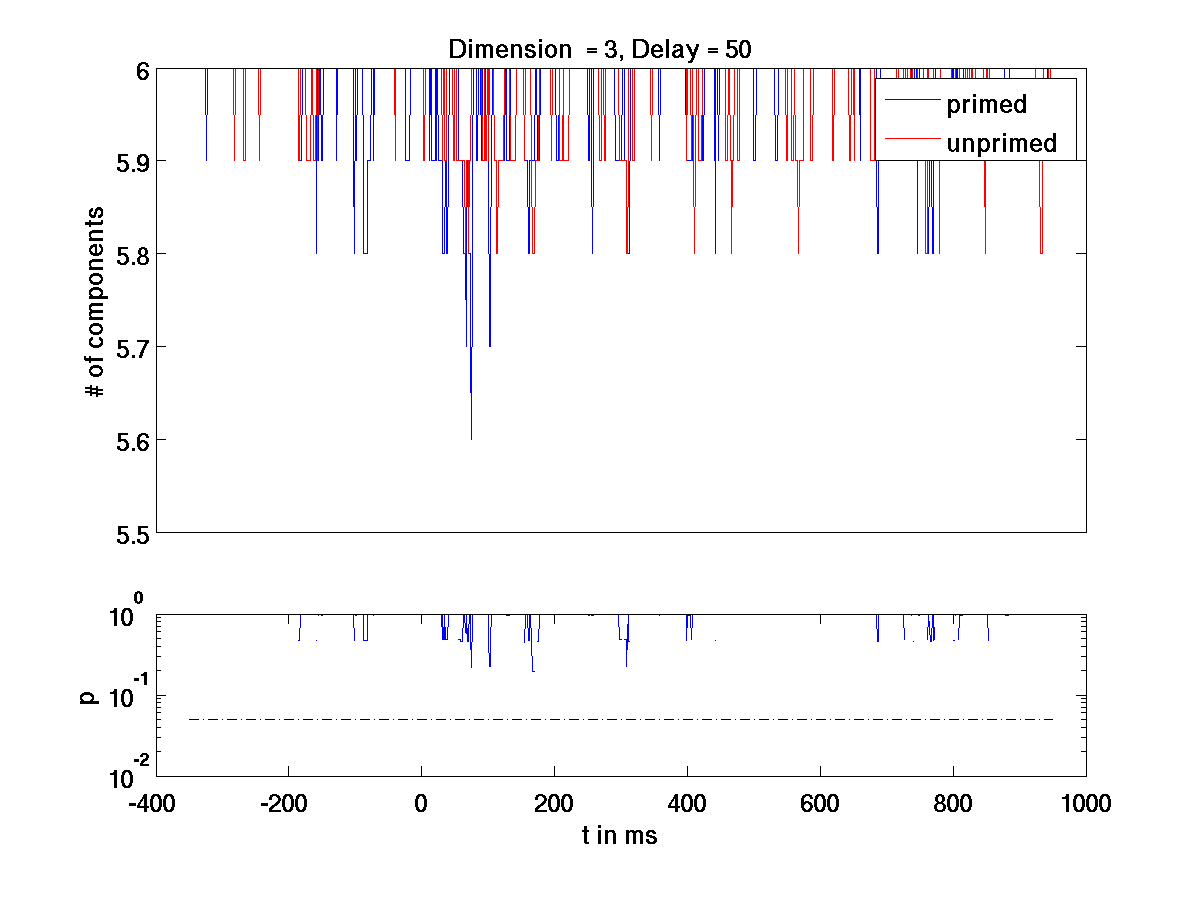 Dimension = 3, Delay = 50
6
5.9
5.8
5.7
5.6
5.5
# of components
primed
unprimed
10^0
10^-1
10^-2
p
-400 -200 0 200 400 600 800 1000
t in ms